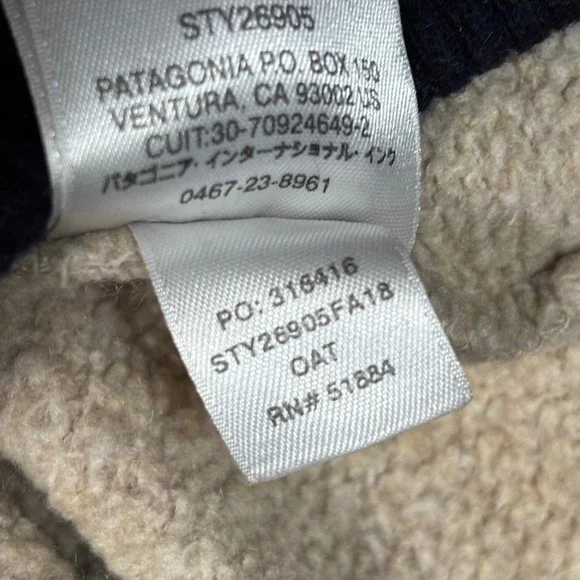 STY26905
PATAGONIA P.O. BOX 150
VENTURA, CA 93002 US
CUIT:30-70924649-2
パタゴニア・インターナショナル・インク
0467-23-8961
PO: 316416
STY26905FA18
OAT
RN# 51884